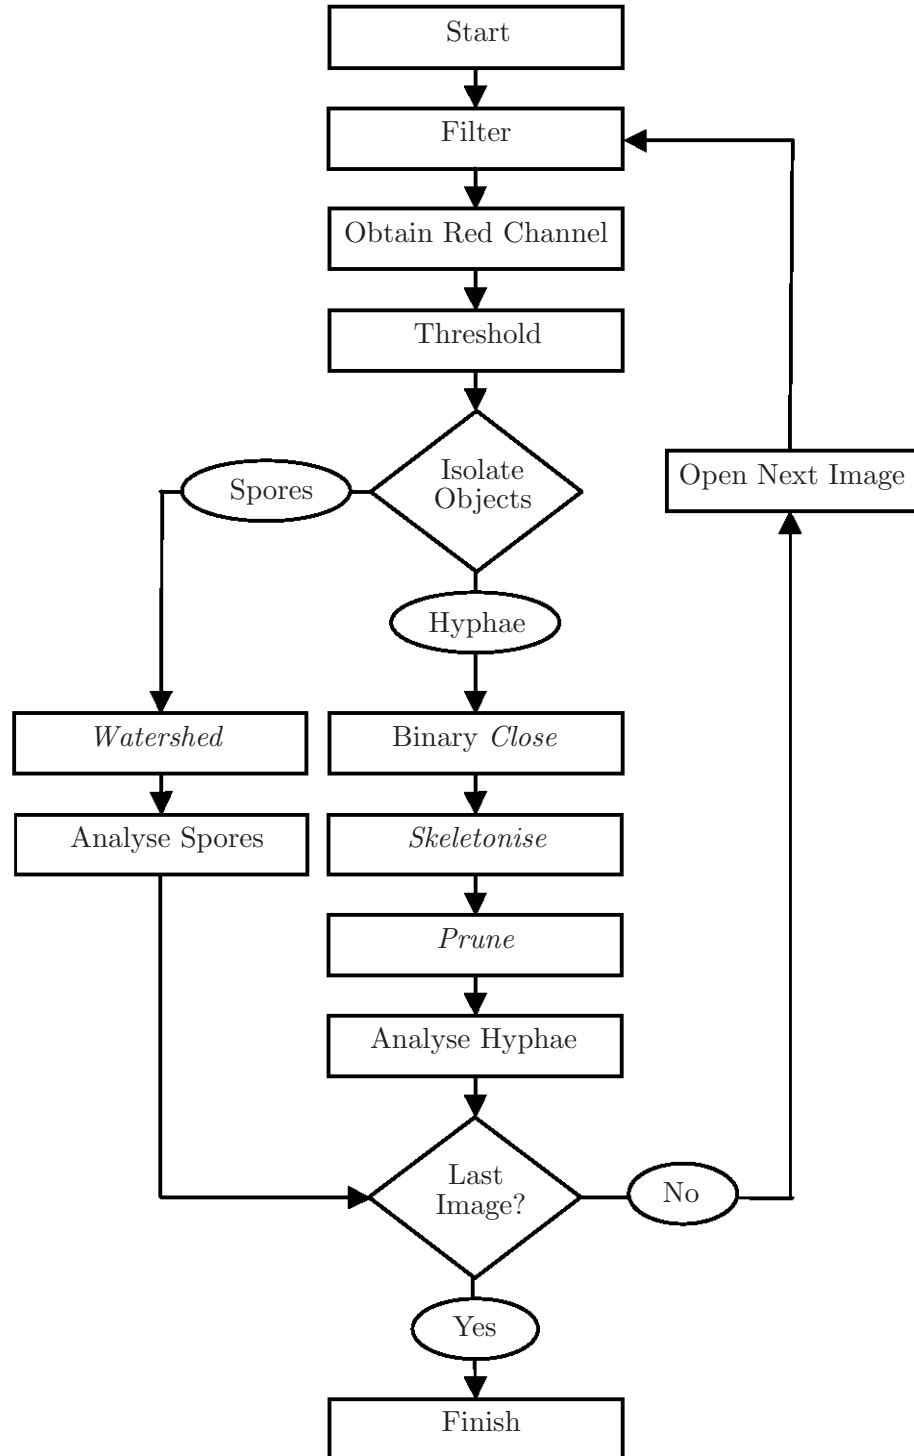 Start
Filter
Obtain Red Channel
Threshold
Isolate
Objects
Spores
Open Next Image
Hyphae
Watershed
Binary Close
Analyse Spores
Skeletonise
Prune
Analyse Hyphae
Last
Image?
No
Yes
Finish